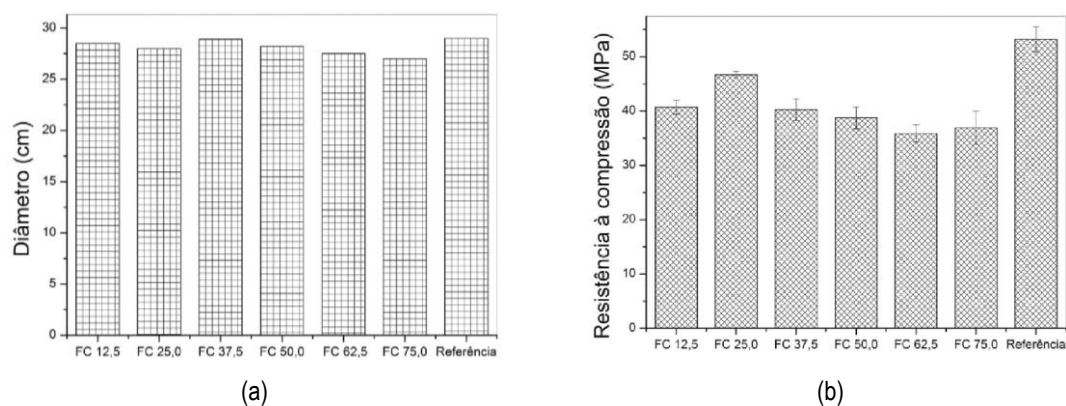 30
25
20
15
10
5
0
Diâmetro (cm)
FC 12,5 FC 25,0 FC 37,5 FC 50,0 FC 62,5 FC 75,0 Referência
(a)
50
40
30
20
10
0
Resistência à compressão (MPa)
FC 12,5 FC 25,0 FC 37,5 FC 50,0 FC 62,5 FC 75,0 Referência
(b)